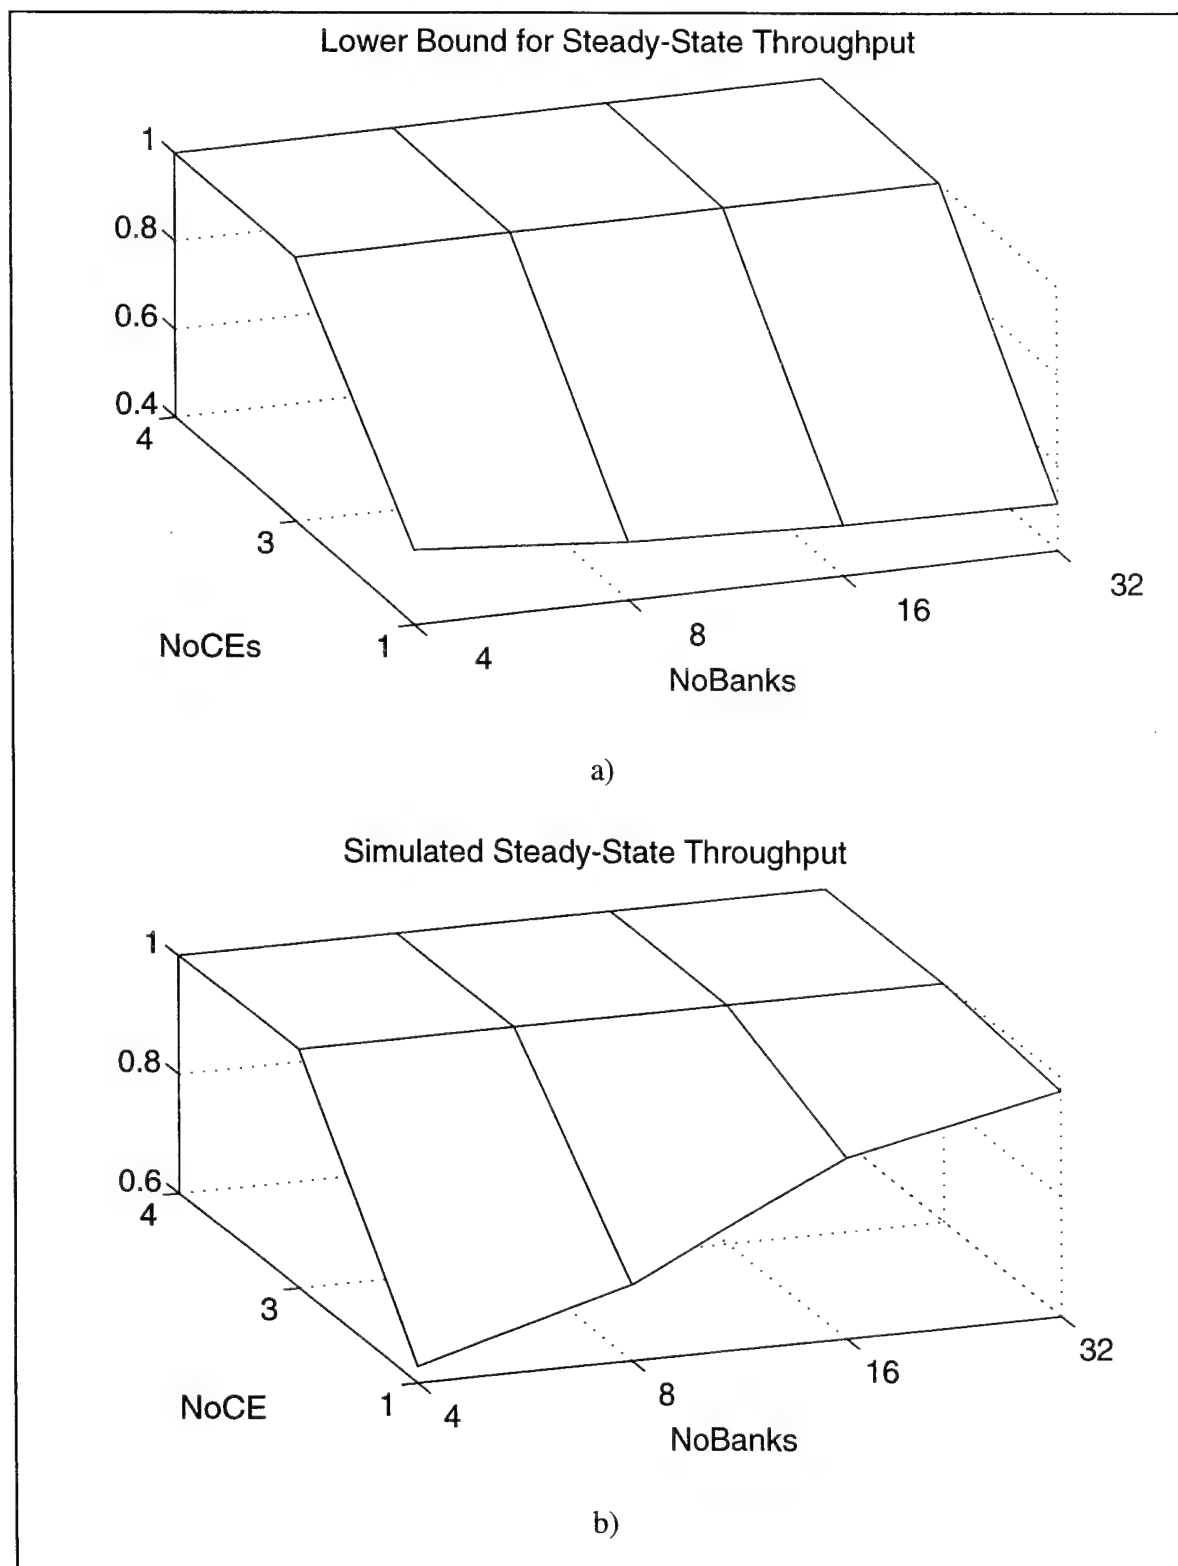 Lower Bound for Steady-State Throughput
1
0.8
0.6
0.4
4
3
1
NoCEs
4
8
16
32
NoBanks
a)
Simulated Steady-State Throughput
1
0.8
0.6
4
3
1
NoCE
4
8
16
32
NoBanks
b)